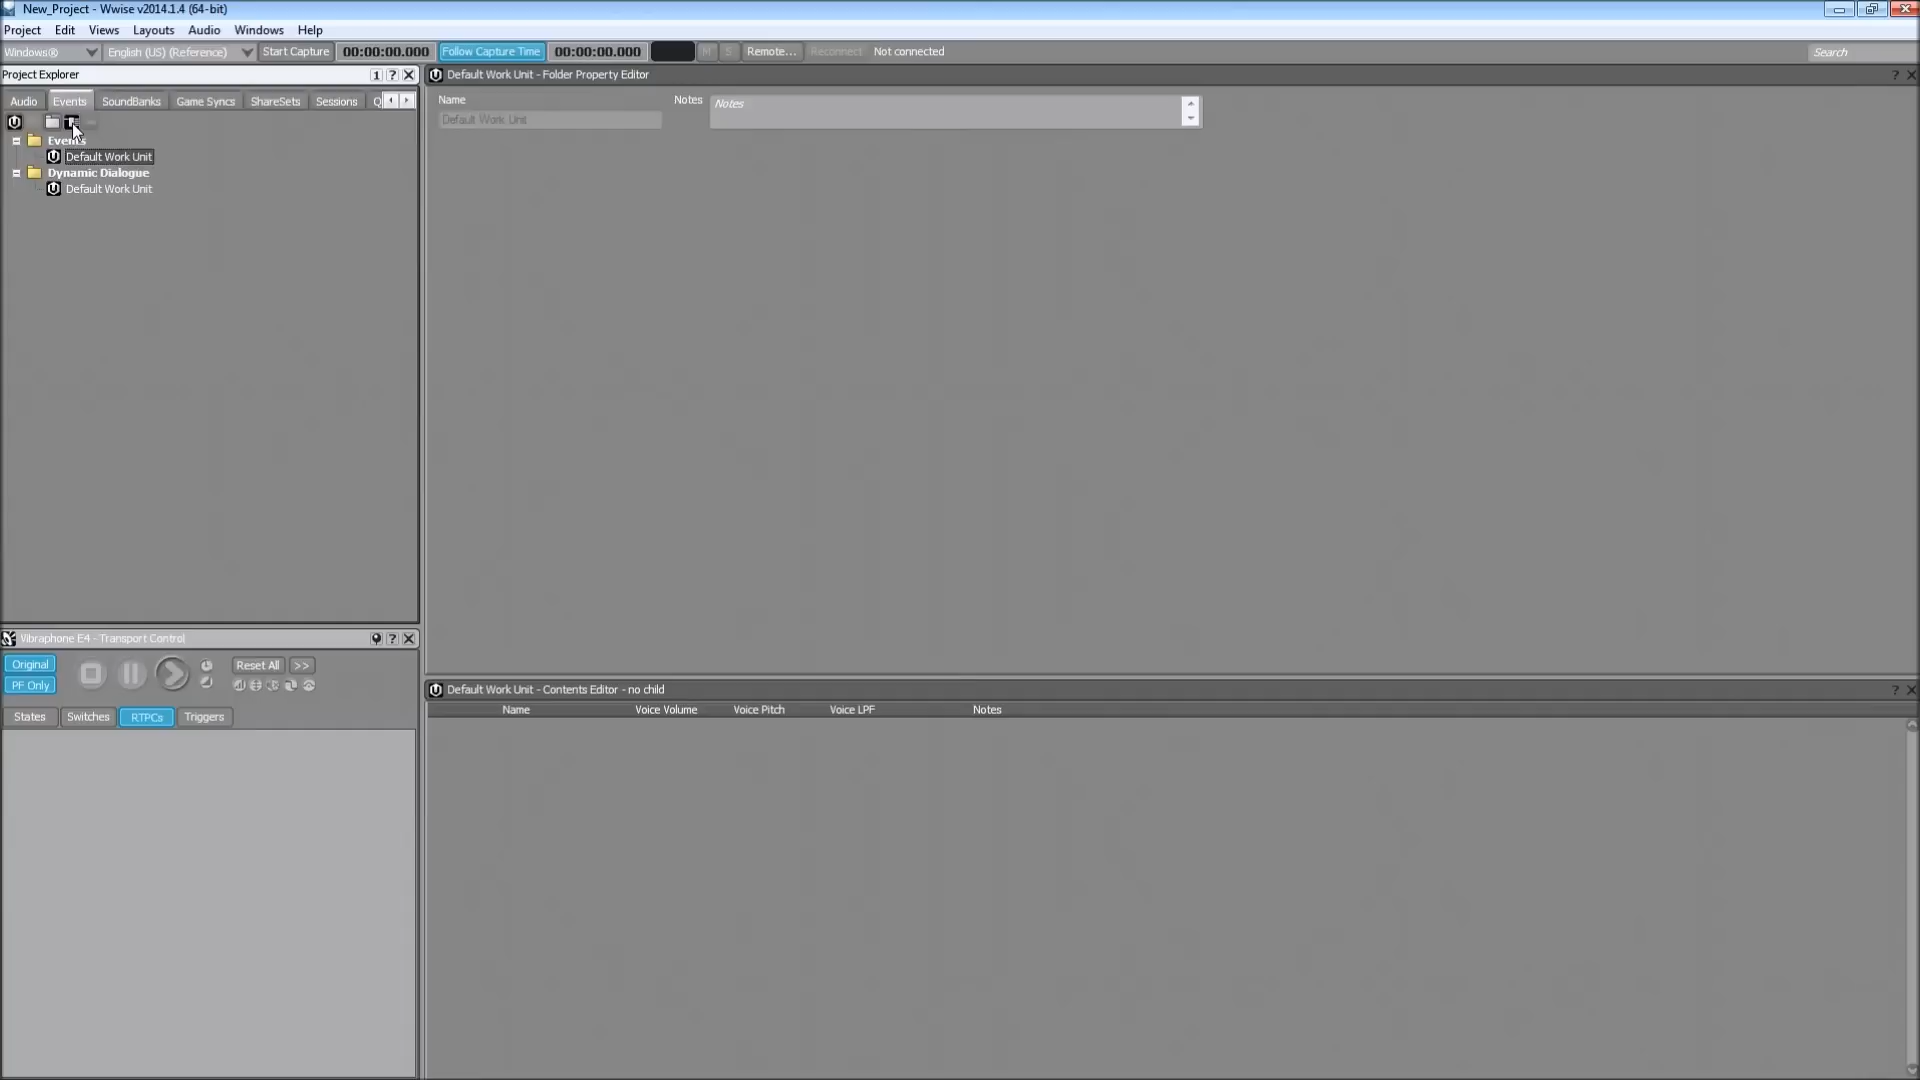 New_Project - Wwise v2014.1.4 (64-bit)
Project Edit Views Layouts Audio Windows Help
Windows® English (US) (Reference) Start Capture 00:00:00.000 Follow Capture Time 00:00:00.000 M S Remote... Reconnect Not connected Search
Project Explorer 1 ?
Default Work Unit - Folder Property Editor ?
Audio Events SoundBanks Game Syncs ShareSets Sessions Q
Name Notes Notes
Default Work Unit
Events
Default Work Unit
Dynamic Dialogue
Default Work Unit
Vibraphone E4 - Transport Control ?
Original Reset All >>
PF Only
States Switches RTPCs Triggers
Default Work Unit - Contents Editor - no child ?
Name Voice Volume Voice Pitch Voice LPF Notes